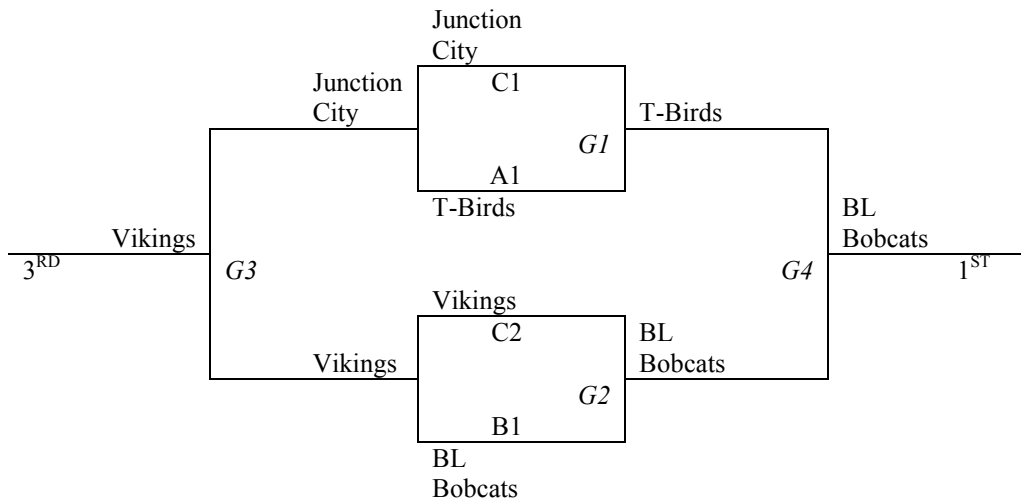 Junction
City
Junction
City
C1
G1
T-Birds
A1
T-Birds
Vikings
3RD
G3
BL
Bobcats
G4
1ST
Vikings
C2
Vikings
BL
Bobcats
G2
B1
BL
Bobcats